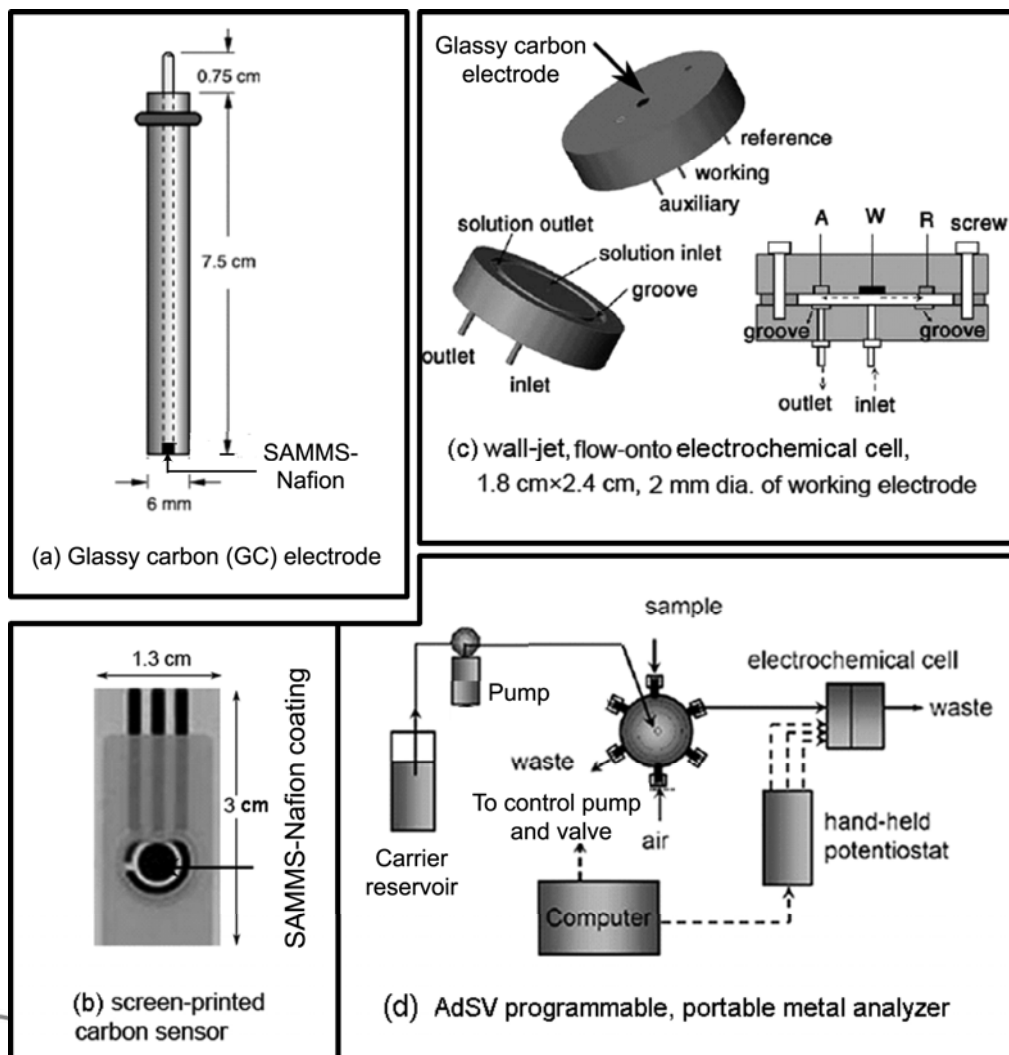 0.75 cm
7.5 cm
SAMMS-
Nafion
6 mm
(a) Glassy carbon (GC) electrode
Glassy carbon
electrode
reference
working
auxiliary
solution outlet
solution inlet
groove
outlet
inlet
A W R screw
groove groove
outlet inlet
(c) wall-jet, flow-onto electrochemical cell,
1.8 cm×2.4 cm, 2 mm dia. of working electrode
1.3 cm
3 cm
SAMMS-Nafion coating
(b) screen-printed
carbon sensor
sample
Pump
electrochemical cell
waste
waste
To control pump
and valve
air
Carrier
reservoir
hand-held
potentiostat
Computer
(d) AdSV programmable, portable metal analyzer